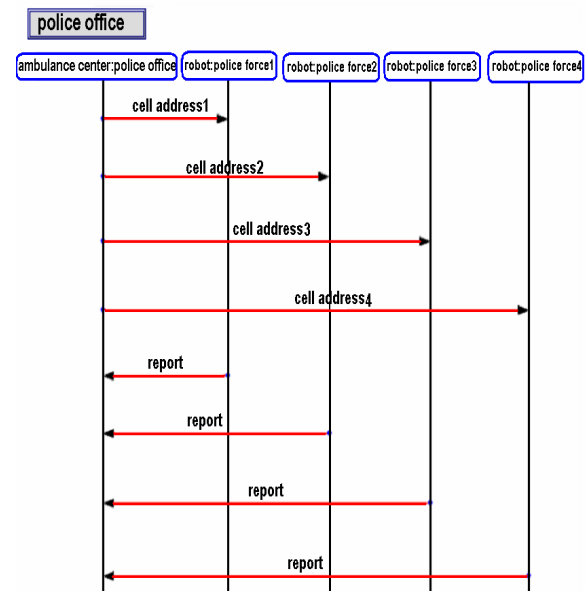 police office
ambulance center:police office
robot:police force1
robot:police force2
robot:police force3
robot:police force4
cell address1
cell address2
cell address3
cell address4
report
report
report
report